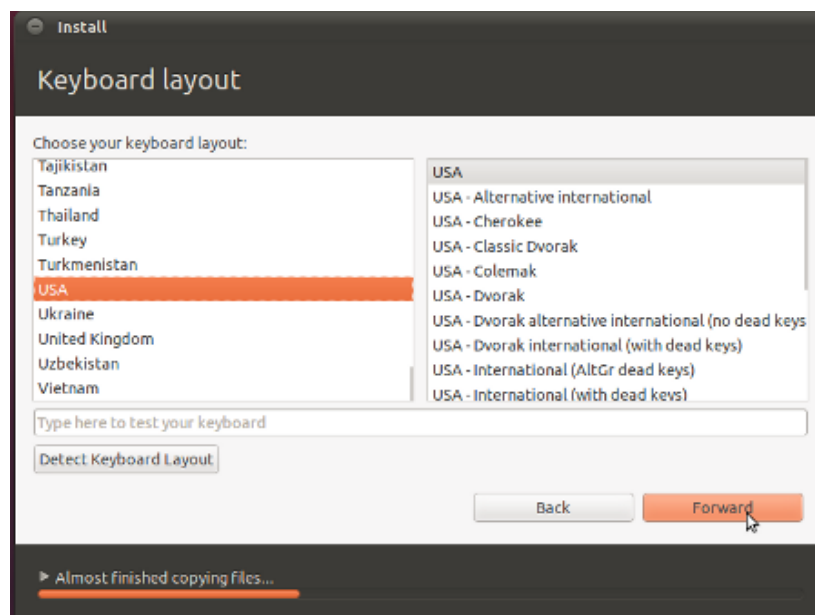 Install
Keyboard layout
Choose your keyboard layout:
Tajikistan
Tanzania
Thailand
Turkey
Turkmenistan
USA
Ukraine
United Kingdom
Uzbekistan
Vietnam
USA
USA - Alternative international
USA - Cherokee
USA - Classic Dvorak
USA - Colemak
USA - Dvorak
USA - Dvorak alternative international (no dead keys
USA - Dvorak international (with dead keys)
USA - International (AltGr dead keys)
USA - International (with dead keys)
Type here to test your keyboard
Detect Keyboard Layout
Back
Forward
Almost finished copying files...